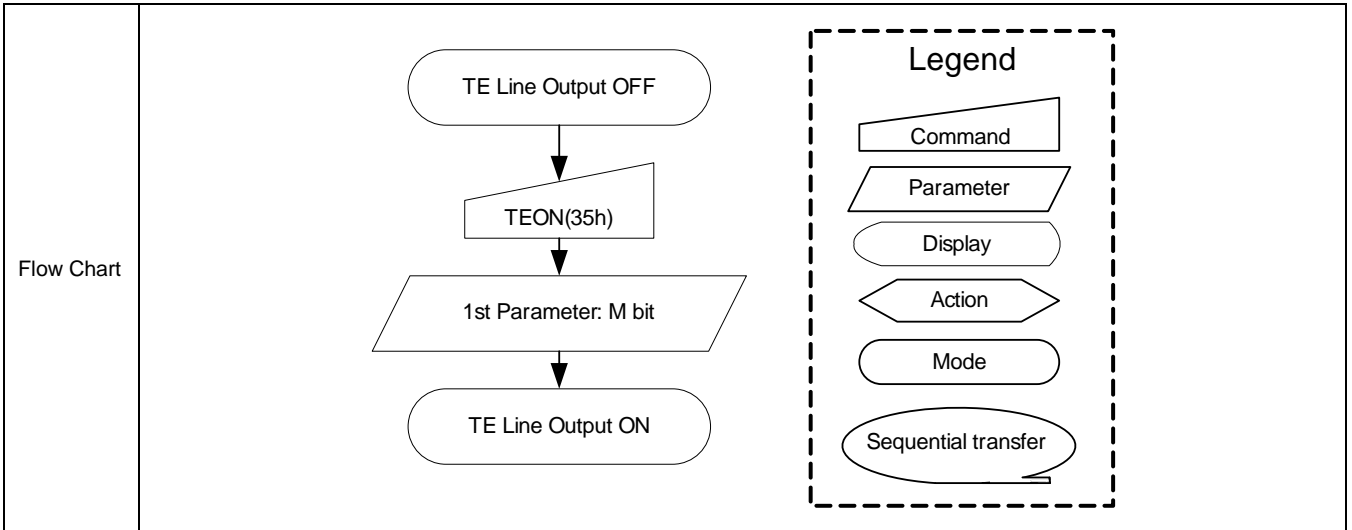 Flow Chart
TE Line Output OFF
TEON(35h)
1st Parameter: M bit
TE Line Output ON
Legend
Command
Parameter
Display
Action
Mode
Sequential transfer